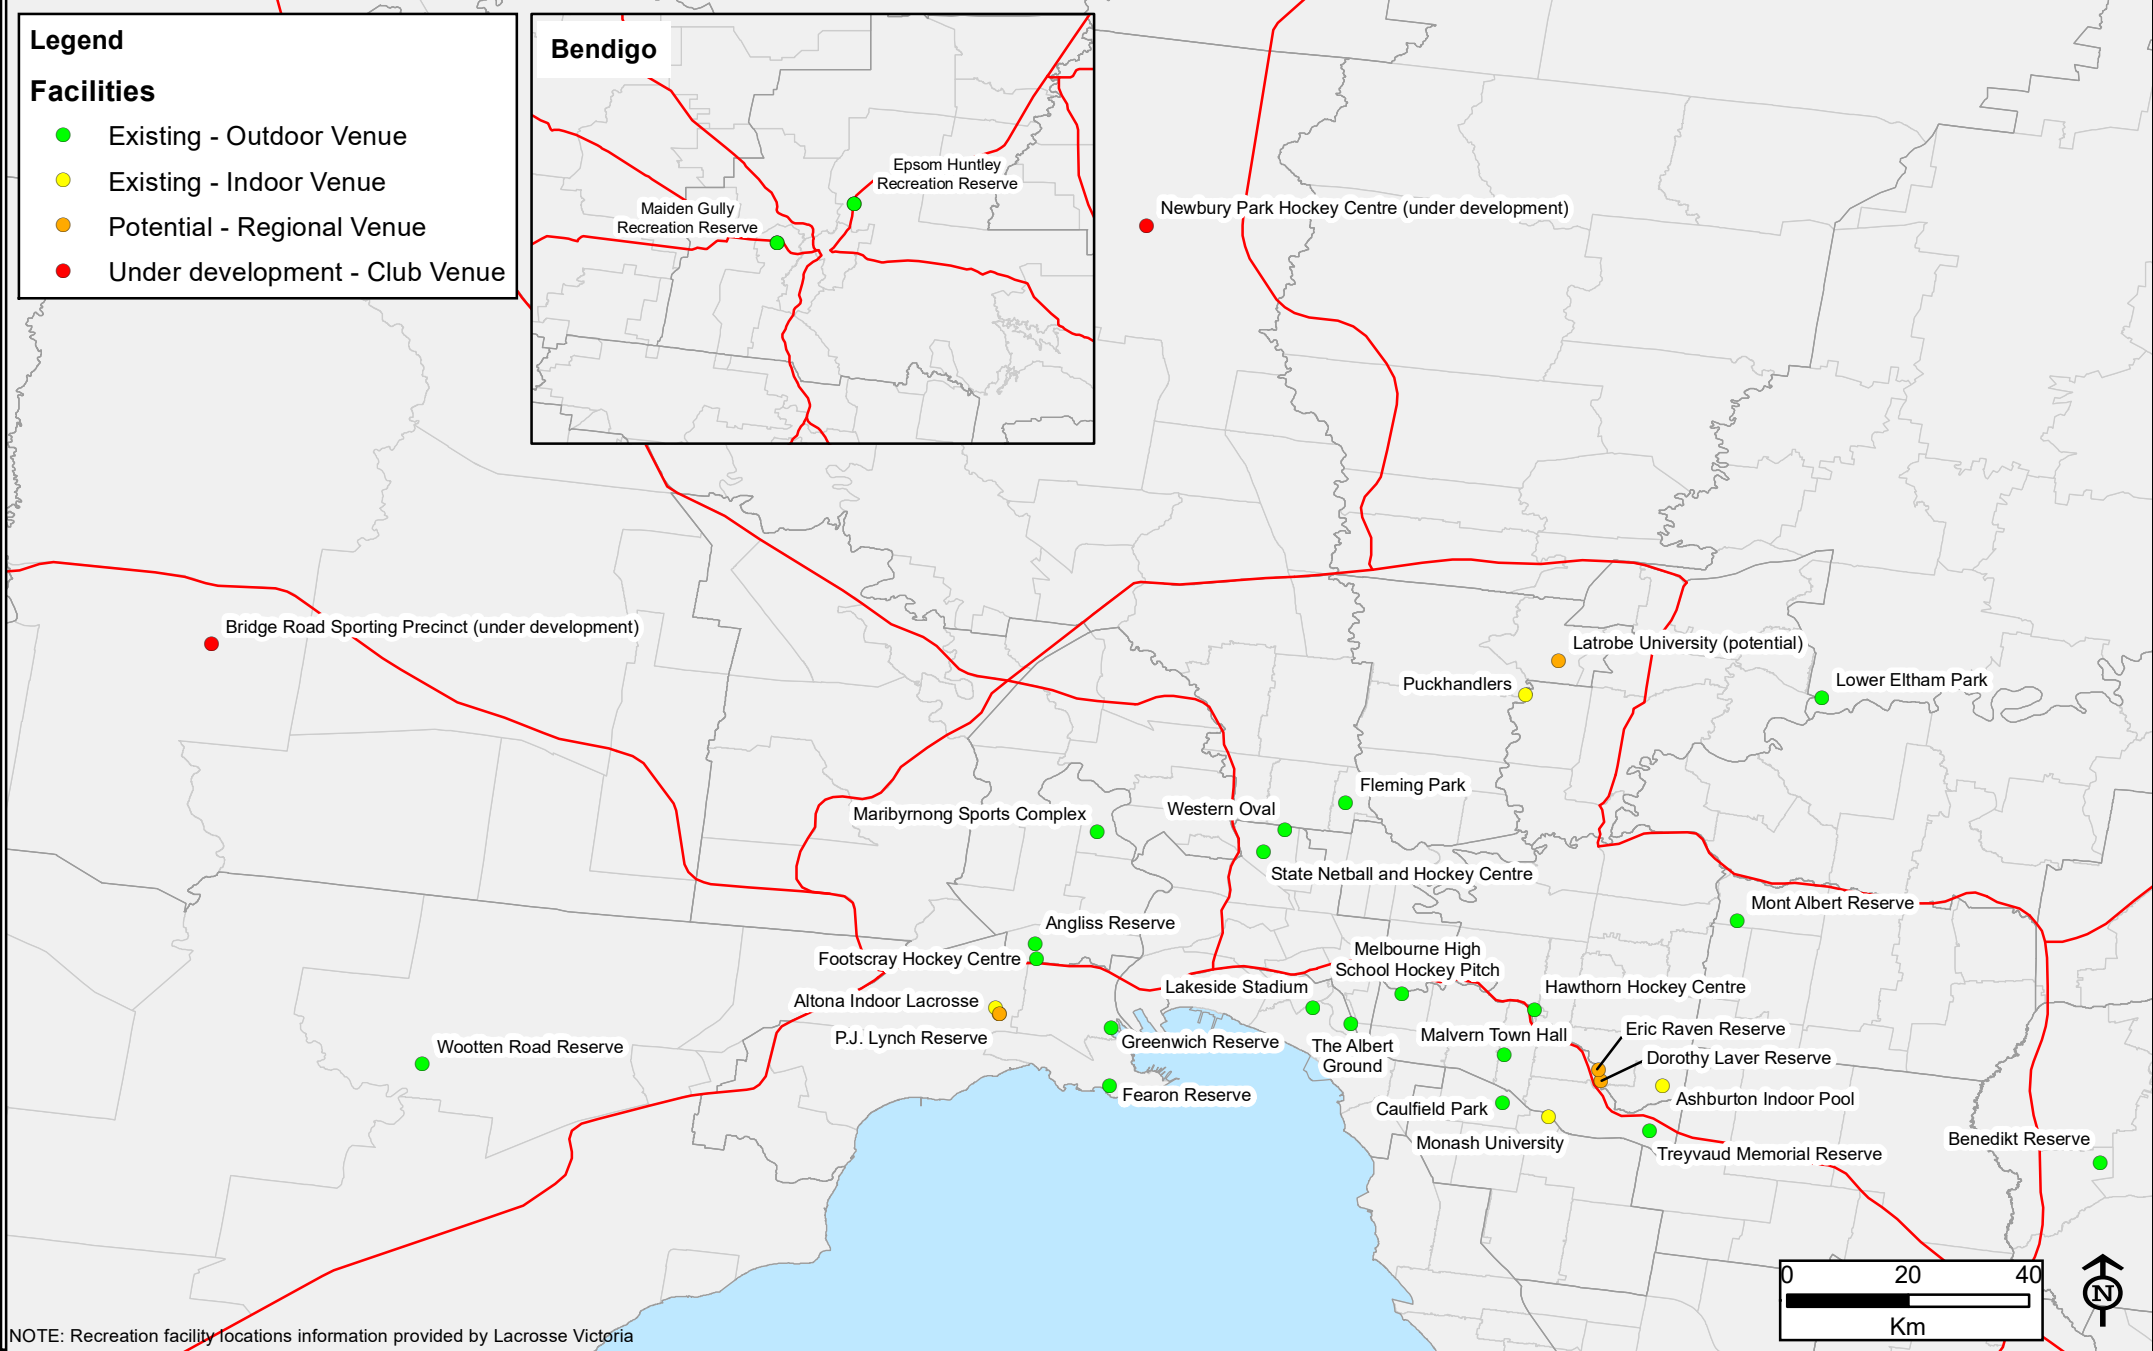 Legend
Facilities
Existing - Outdoor Venue
Existing - Indoor Venue
Potential - Regional Venue
Under development - Club Venue
Bendigo
Epsom Huntley
Recreation Reserve
Maiden Gully
Recreation Reserve
Newbury Park Hockey Centre (under development)
Bridge Road Sporting Precinct (under development)
Latrobe University (potential)
Puckhandlers
Lower Eltham Park
Fleming Park
Western Oval
Maribyrnong Sports Complex
State Netball and Hockey Centre
Mont Albert Reserve
Angliss Reserve
Footscray Hockey Centre
Melbourne High
School Hockey Pitch
Lakeside Stadium
Hawthorn Hockey Centre
Altona Indoor Lacrosse
P.J. Lynch Reserve
Greenwich Reserve
The Albert
Ground
Malvern Town Hall
Eric Raven Reserve
Dorothy Laver Reserve
Wootten Road Reserve
Fearon Reserve
Caulfield Park
Ashburton Indoor Pool
Monash University
Treyvaud Memorial Reserve
Benedikt Reserve
0 20 40
Km
N
NOTE: Recreation facility locations information provided by Lacrosse Victoria